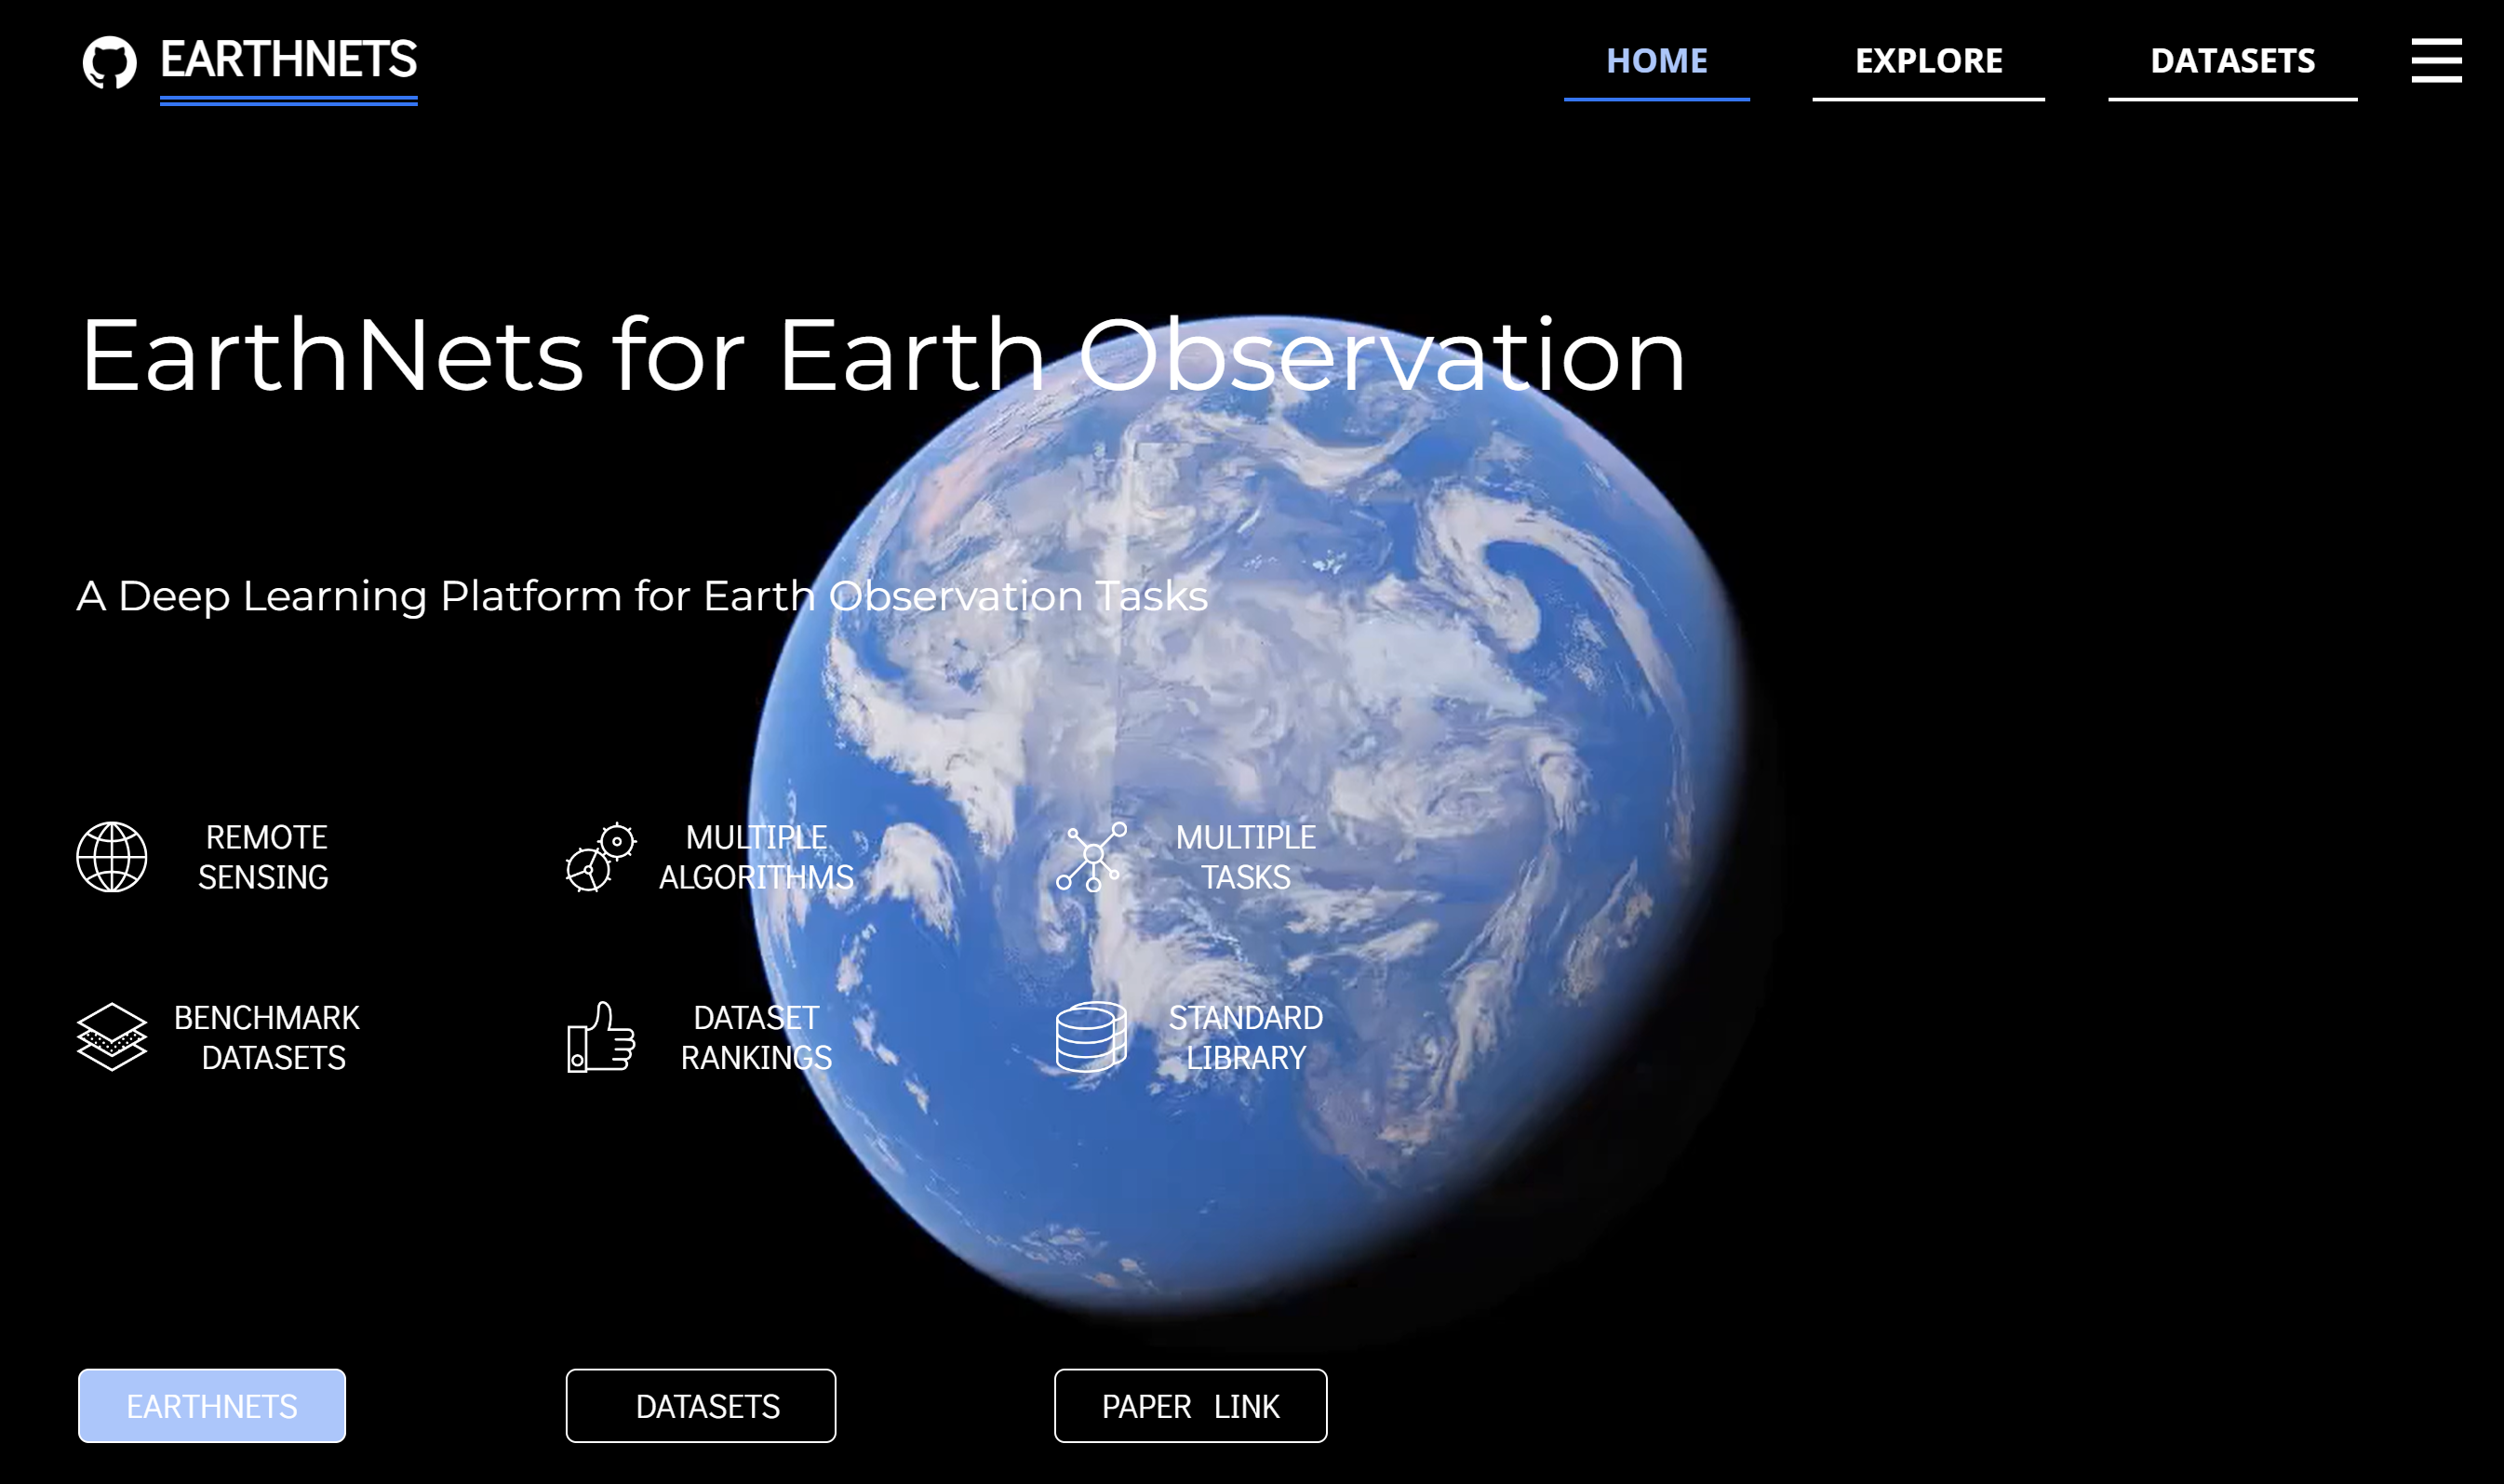 EARTHNETS
HOME
EXPLORE
DATASETS
EarthNets for Earth Observation
A Deep Learning Platform for Earth Observation Tasks
REMOTE
SENSING
MULTIPLE
ALGORITHMS
MULTIPLE
TASKS
BENCHMARK
DATASETS
DATASET
RANKINGS
STANDARD
LIBRARY
EARTHNETS
DATASETS
PAPER LINK